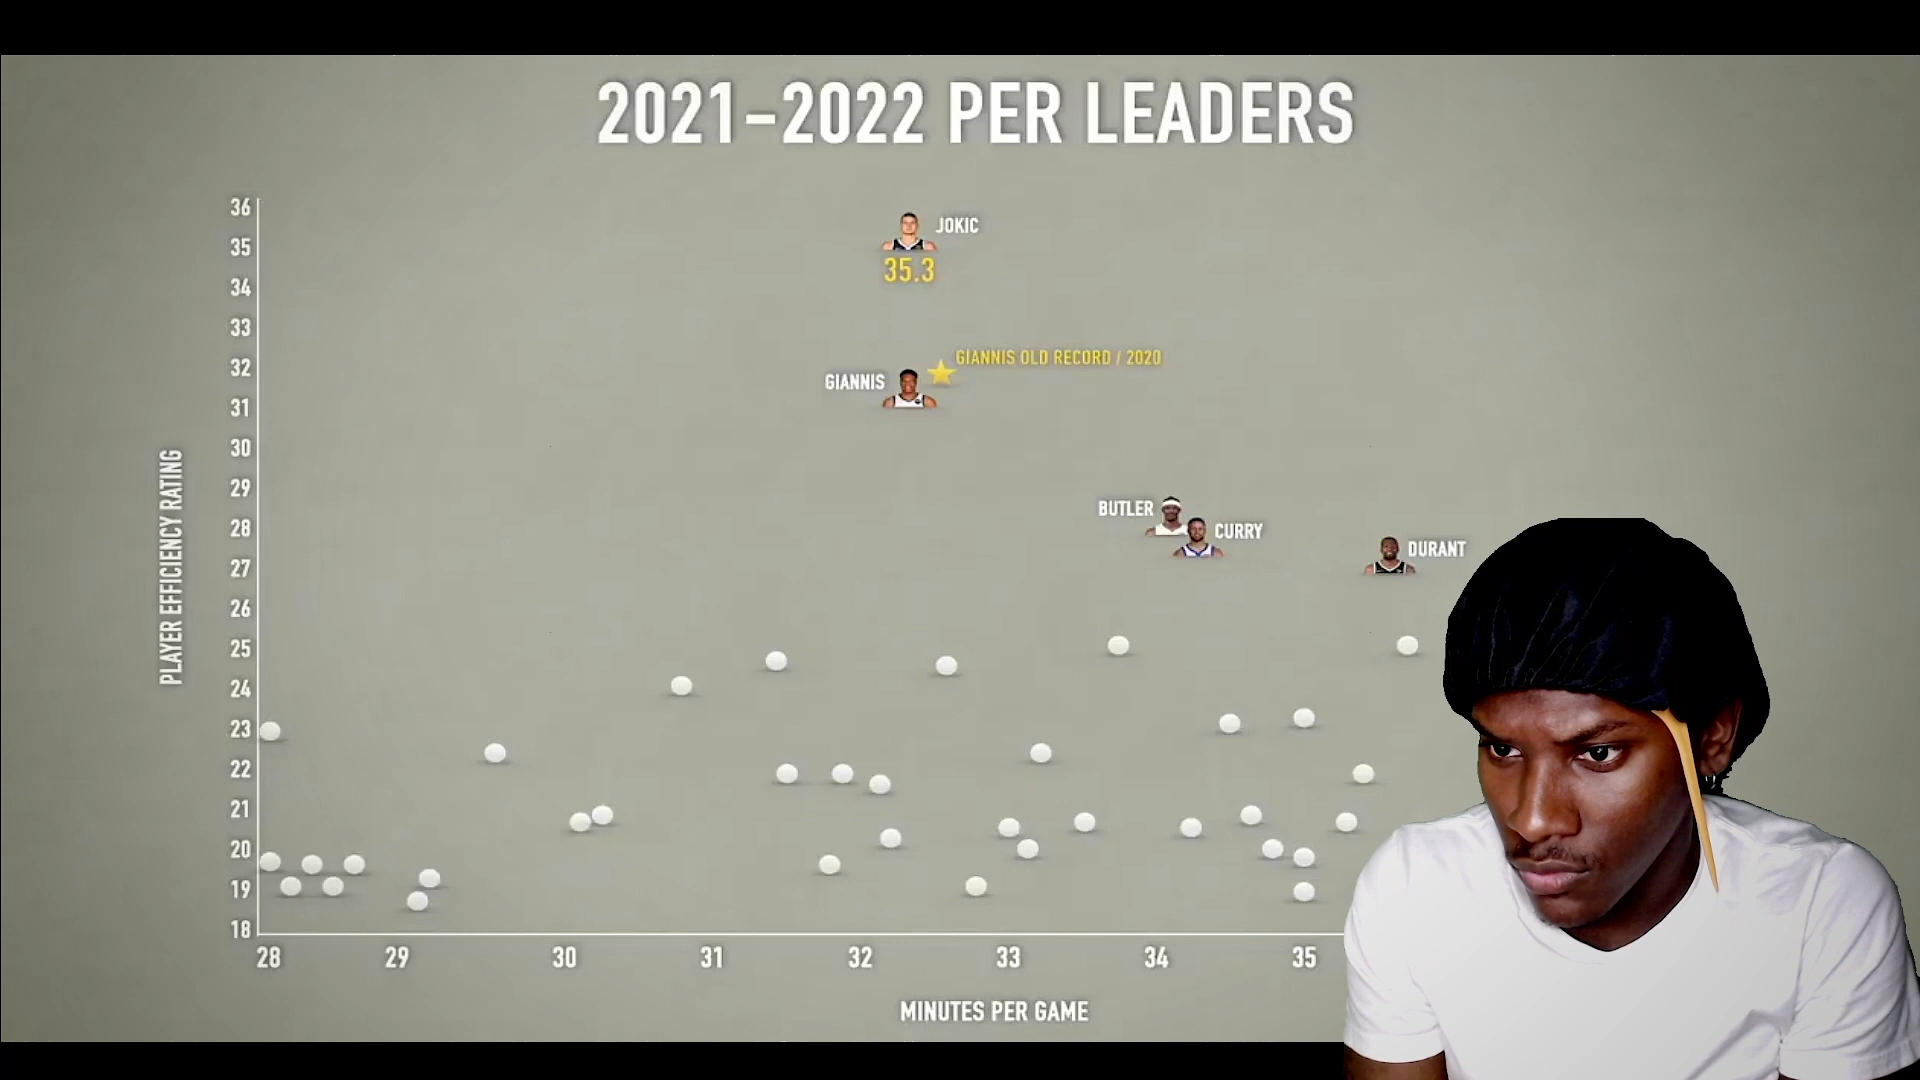 2021-2022 PER LEADERS
36
JOKIC
35
35.3
34
33
GIANNIS OLD RECORD / 2020
32
GIANNIS
31
30
29
BUTLER
28
CURRY
DURANT
27
26
25
24
23
22
21
20
19
18
PLAYER EFFICIENCY RATING
28 29 30 31 32 33 34 35
MINUTES PER GAME